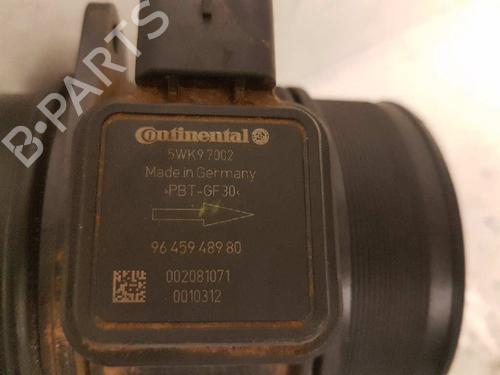 B-PARTS
Continental
5WK9 7002
Made in Germany
›PBT-GF30‹
96 459 489 80
002081071
0010312